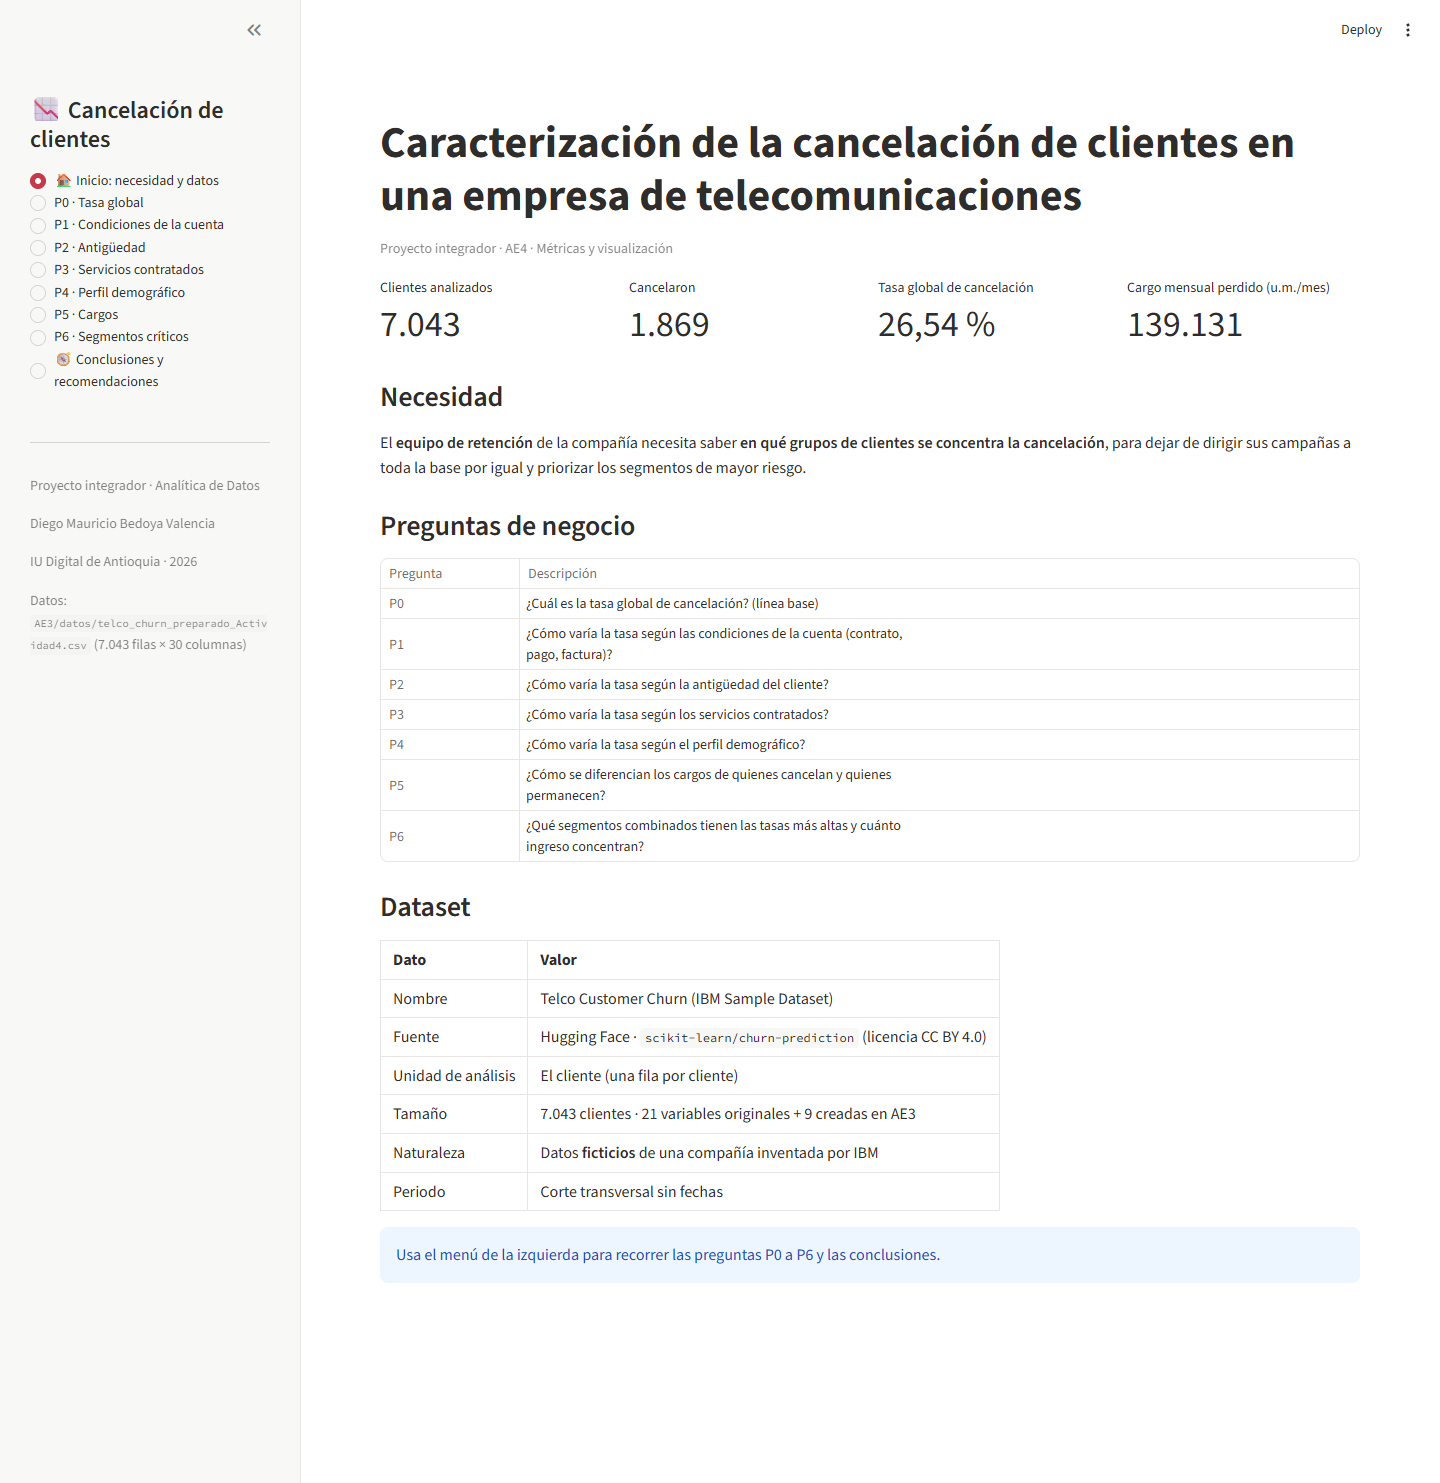 Deploy
📉 Cancelación de
clientes
🏠 Inicio: necesidad y datos
P0 · Tasa global
P1 · Condiciones de la cuenta
P2 · Antigüedad
P3 · Servicios contratados
P4 · Perfil demográfico
P5 · Cargos
P6 · Segmentos críticos
🧭 Conclusiones y
recomendaciones
Proyecto integrador · Analítica de Datos
Diego Mauricio Bedoya Valencia
IU Digital de Antioquia · 2026
Datos:
AE3/datos/telco_churn_preparado_Activ
idad4.csv (7.043 filas × 30 columnas)
Caracterización de la cancelación de clientes en
una empresa de telecomunicaciones
Proyecto integrador · AE4 · Métricas y visualización
Clientes analizados Cancelaron Tasa global de cancelación Cargo mensual perdido (u.m./mes)
7.043 1.869 26,54 % 139.131
Necesidad
El equipo de retención de la compañía necesita saber en qué grupos de clientes se concentra la cancelación, para dejar de dirigir sus campañas a
toda la base por igual y priorizar los segmentos de mayor riesgo.
Preguntas de negocio
Pregunta Descripción
P0 ¿Cuál es la tasa global de cancelación? (línea base)
P1 ¿Cómo varía la tasa según las condiciones de la cuenta (contrato,
pago, factura)?
P2 ¿Cómo varía la tasa según la antigüedad del cliente?
P3 ¿Cómo varía la tasa según los servicios contratados?
P4 ¿Cómo varía la tasa según el perfil demográfico?
P5 ¿Cómo se diferencian los cargos de quienes cancelan y quienes
permanecen?
P6 ¿Qué segmentos combinados tienen las tasas más altas y cuánto
ingreso concentran?
Dataset
Dato Valor
Nombre Telco Customer Churn (IBM Sample Dataset)
Fuente Hugging Face · scikit-learn/churn-prediction (licencia CC BY 4.0)
Unidad de análisis El cliente (una fila por cliente)
Tamaño 7.043 clientes · 21 variables originales + 9 creadas en AE3
Naturaleza Datos ficticios de una compañía inventada por IBM
Periodo Corte transversal sin fechas
Usa el menú de la izquierda para recorrer las preguntas P0 a P6 y las conclusiones.